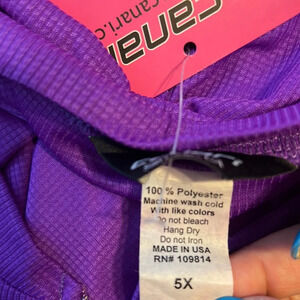 canari
canari.c
100 % Polyester
Machine wash cold
With like colors
Do not bleach
Hang Dry
Do not Iron
MADE IN USA
RN# 109814
5X